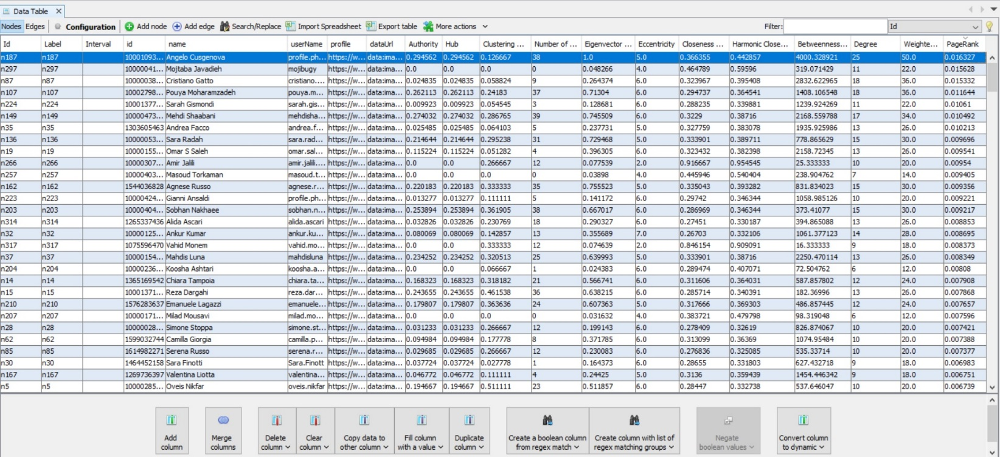 Data Table ×
Nodes Edges Configuration Add node Add edge Search/Replace Import Spreadsheet Export table More actions Filter: Id
Id Label Interval id name userName profile dataUrl Authority Hub Clustering ... Number of ... Eigenvector ... Eccentricity Closeness ... Harmonic Close... Betweenness... Degree Weighte... PageRank
n187 n187 10001093... Angelo Cusgenova profile.ph... https://w... data:ima... 0.294562 0.294562 0.126667 38 1.0 5.0 0.366355 0.442857 4000.328921 25 50.0 0.016327
n297 n297 10000041... Mojtaba Javadieh mojibugy https://w... data:ima... 0.0 0.0 0.0 0 0.048266 4.0 0.464789 0.59596 319.071429 11 22.0 0.015628
n87 n87 10000038... Cristiano Gatto cristiano.... https://w... data:ima... 0.024835 0.024835 0.058824 9 0.264374 6.0 0.323967 0.395408 2832.622965 18 36.0 0.015332
n107 n107 10002798... Pouya Moharamzadeh pouya.m... https://w... data:ima... 0.262113 0.262113 0.24183 37 0.71304 6.0 0.294737 0.364541 1408.106548 18 36.0 0.011644
n224 n224 10001377... Sarah Gismondi sarah.gis... https://w... data:ima... 0.009923 0.009923 0.054545 3 0.128681 6.0 0.288235 0.339881 1239.924269 11 22.0 0.01061
n149 n149 10000473... Mehdi Shaabani mehdisha... https://w... data:ima... 0.274032 0.274032 0.286765 39 0.745509 6.0 0.3229 0.38716 2168.559788 17 34.0 0.010492
n35 n35 1303605463 Andrea Facco andrea.f... https://w... data:ima... 0.025485 0.025485 0.064103 5 0.237731 5.0 0.327759 0.383078 1935.925986 13 26.0 0.010213
n136 n136 10000053... Sara Radah sara.rad... https://w... data:ima... 0.214644 0.214644 0.295238 31 0.729468 5.0 0.333901 0.389711 778.865629 15 30.0 0.009696
n19 n19 10000155... Omar S Saleh omar.sal... https://w... data:ima... 0.115224 0.115224 0.051282 4 0.396305 6.0 0.323432 0.382398 2158.72345 13 26.0 0.009541
n266 n266 10000307... Amir Jalili amir.jalili.... https://w... data:ima... 0.0 0.0 0.266667 12 0.077539 2.0 0.916667 0.954545 25.333333 10 20.0 0.00954
n257 n257 10000403... Masoud Torkaman masoud.t... https://w... data:ima... 0.0 0.0 0.0 0 0.03898 4.0 0.445946 0.540404 238.904762 7 14.0 0.009405
n162 n162 1544036828 Agnese Russo agnese.r... https://w... data:ima... 0.220183 0.220183 0.333333 35 0.755523 5.0 0.335043 0.393282 831.834023 15 30.0 0.009356
n223 n223 10000424... Gianni Ansaldi profile.ph... https://w... data:ima... 0.013277 0.013277 0.111111 5 0.141172 6.0 0.29742 0.346344 1058.985126 10 20.0 0.009221
n203 n203 10000404... Sobhan Nakhaee sobhan.n... https://w... data:ima... 0.253894 0.253894 0.361905 38 0.667017 6.0 0.286969 0.346344 373.41077 15 30.0 0.009217
n314 n314 1265337436 Alida Ascari alida.ascari https://w... data:ima... 0.032826 0.032826 0.230769 18 0.290327 6.0 0.27451 0.330187 394.865088 13 26.0 0.008853
n32 n32 10000125... Ankur Kumar ankur.ku... https://w... data:ima... 0.080069 0.080069 0.142857 13 0.355689 7.0 0.26703 0.332106 1061.377123 14 28.0 0.008695
n317 n317 1075596470 Vahid Monem vahid.mo... https://w... data:ima... 0.0 0.0 0.333333 12 0.074639 2.0 0.846154 0.909091 16.333333 9 18.0 0.008373
n37 n37 10000154... Mahdis Luna mahdisluna https://w... data:ima... 0.234252 0.234252 0.320513 25 0.639993 5.0 0.333901 0.38716 2250.470114 13 26.0 0.008349
n204 n204 10000236... Koosha Ashtari koosha.a... https://w... data:ima... 0.0 0.0 0.066667 1 0.024383 6.0 0.289474 0.407071 72.504762 6 12.0 0.00808
n14 n14 1365169542 Chiara Tampoia chiara.ta... https://w... data:ima... 0.168323 0.168323 0.318182 21 0.566741 6.0 0.311606 0.364031 587.857802 12 24.0 0.007908
n15 n15 10001371... Reza Dargahi reza.dar... https://w... data:ima... 0.243655 0.243655 0.461538 36 0.638215 6.0 0.285714 0.340391 182.36996 13 26.0 0.007868
n210 n210 1576283637 Emanuele Lagazzi emanuele... https://w... data:ima... 0.179807 0.179807 0.363636 24 0.607363 5.0 0.317666 0.369303 486.857445 12 24.0 0.007657
n207 n207 10000171... Milad Mousavi milad.mo... https://w... data:ima... 0.0 0.0 0.0 0 0.031632 4.0 0.383721 0.479798 98.319048 6 12.0 0.007596
n28 n28 10000028... Simone Stoppa simone.st... https://w... data:ima... 0.031233 0.031233 0.266667 12 0.199143 6.0 0.278409 0.32619 826.874067 10 20.0 0.007421
n62 n62 1599032744 Camilla Giorgia camilla.p... https://w... data:ima... 0.094984 0.094984 0.177778 8 0.371785 6.0 0.313099 0.36369 1074.95484 10 20.0 0.007388
n85 n85 1614982271 Serena Russo serena.r... https://w... data:ima... 0.029685 0.029685 0.266667 12 0.230083 6.0 0.276836 0.325085 535.33714 10 20.0 0.007377
n30 n30 1464452158 Sara Finotti Sara.Finott https://w... data:ima... 0.037724 0.037724 0.027778 1 0.164373 6.0 0.28655 0.331803 627.432718 9 18.0 0.006983
n167 n167 1269736397 Valentina Liotta valentina... https://w... data:ima... 0.046772 0.046772 0.111111 4 0.24425 5.0 0.3136 0.359439 1454.446342 9 18.0 0.006751
n5 n5 10000285... Oveis Nikfar oveis.nikfar https://w... data:ima... 0.194667 0.194667 0.511111 23 0.511857 6.0 0.28447 0.332738 537.646047 10 20.0 0.006739
Add Merge Delete Clear Copy data to Fill column Duplicate Create a boolean column Create column with list of Negate Convert column
column columns column column other column with a value column from regex match regex matching groups boolean values to dynamic